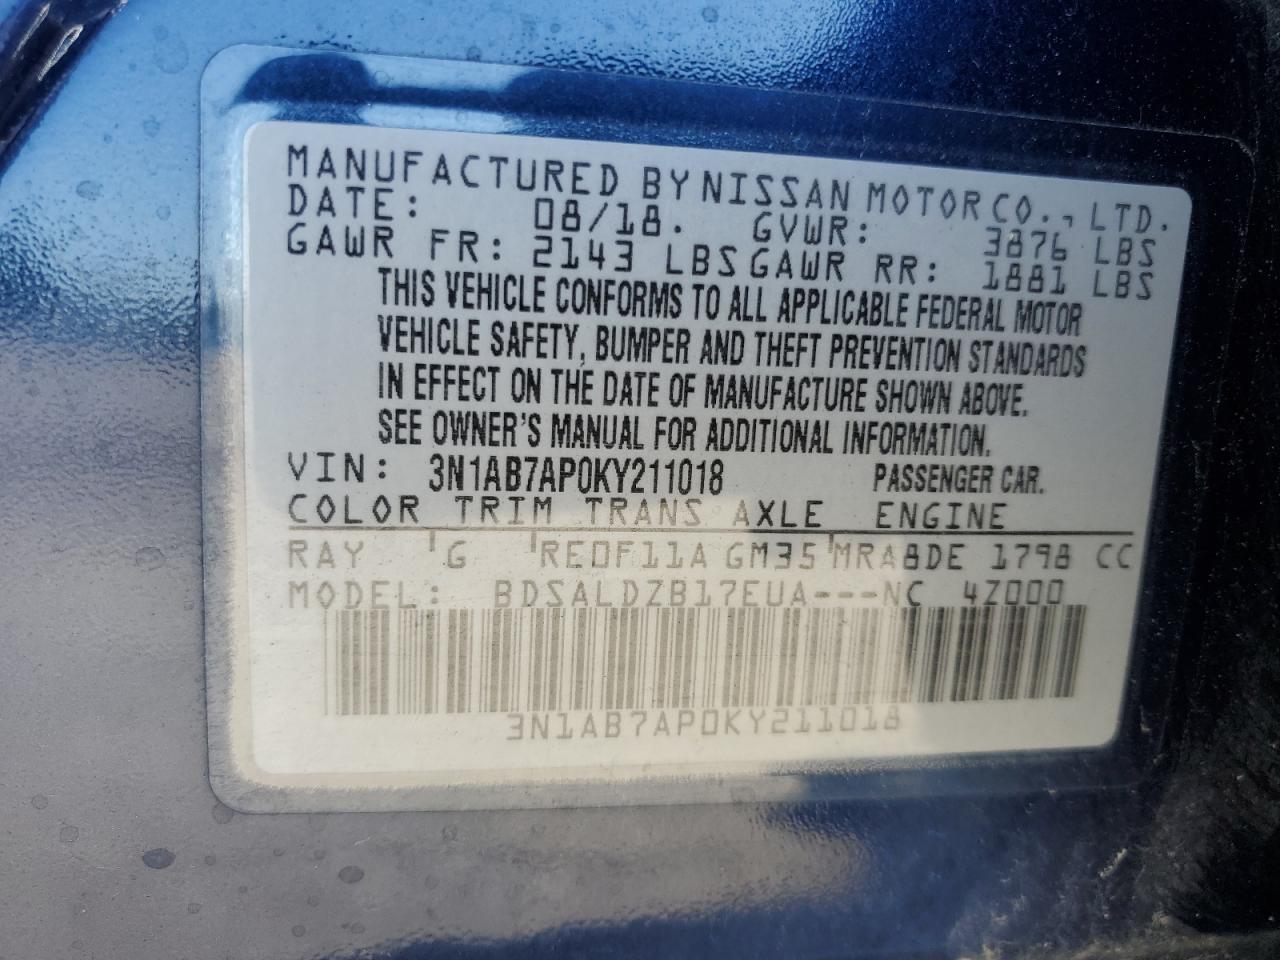 MANUFACTURED BY NISSAN MOTOR CO., LTD.
DATE: 08/18. GVWR: 3876 LBS
GAWR FR: 2143 LBS GAWR RR: 1881 LBS
THIS VEHICLE CONFORMS TO ALL APPLICABLE FEDERAL MOTOR
VEHICLE SAFETY, BUMPER AND THEFT PREVENTION STANDARDS
IN EFFECT ON THE DATE OF MANUFACTURE SHOWN ABOVE.
SEE OWNER'S MANUAL FOR ADDITIONAL INFORMATION.
VIN: 3N1AB7AP0KY211018 PASSENGER CAR.
COLOR TRIM TRANS AXLE ENGINE
RAY G RE0F11A GM35 MRA8DE 1798 CC
MODEL: BDSALDZB17EUA---NC 4Z000
3N1AB7AP0KY211018